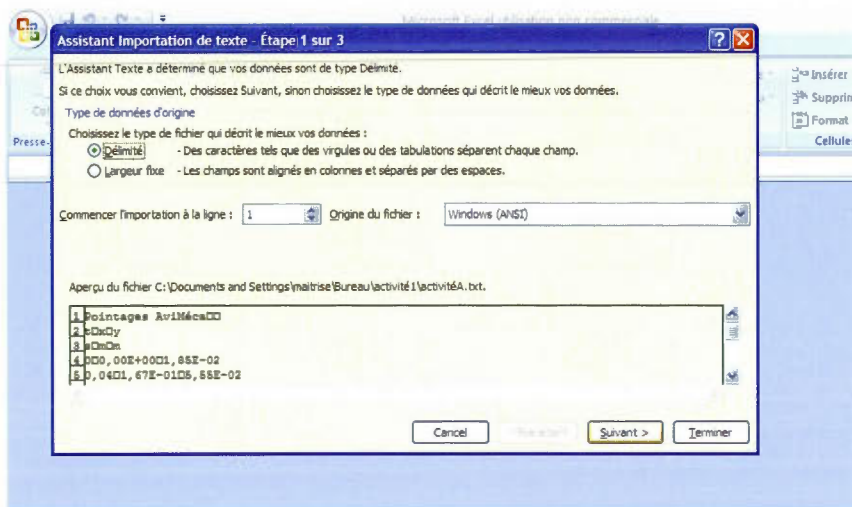 Microsoft Excel utilisation non commerciale
Assistant Importation de texte - Étape 1 sur 3
L'Assistant Texte a déterminé que vos données sont de type Délimité.
Si ce choix vous convient, choisissez Suivant, sinon choisissez le type de données qui décrit le mieux vos données.
Type de données d'origine
Choisissez le type de fichier qui décrit le mieux vos données :
Délimité - Des caractères tels que des virgules ou des tabulations séparent chaque champ.
Largeur fixe - Les champs sont alignés en colonnes et séparés par des espaces.
Commencer l'importation à la ligne : 1 Origine du fichier : Windows (ANSI)
Aperçu du fichier C:\Documents and Settings\maitrise\Bureau\activité1\activitéA.txt.
1 Pointages AviMéca□□
2 t□x□y
3 s□m□m
4 0□0,00E+00□1,85E-02
5 0,04□1,67E-01□5,55E-02
Cancel Suivant > Terminer
Presse-
Insérer
Supprim
Format
Cellule